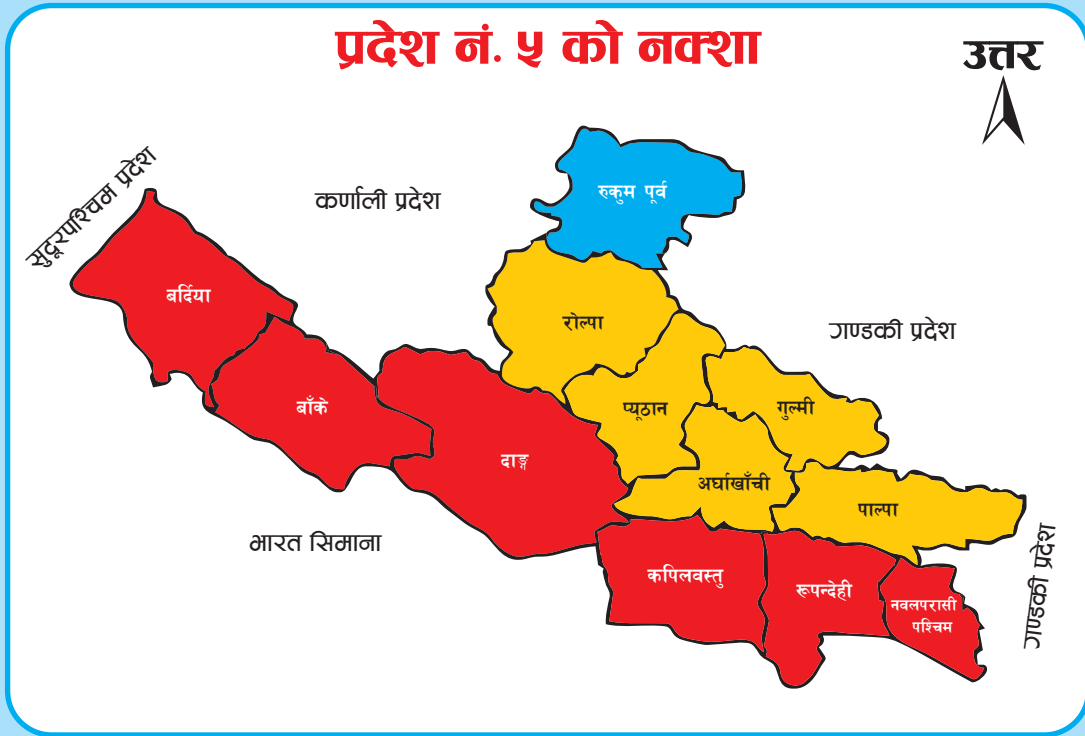 प्रदेश नं. ५ को नक्शा
उत्तर
सुदूरपश्चिम प्रदेश
कर्णाली प्रदेश
रुकुम पूर्व
बर्दिया
रोल्पा
गण्डकी प्रदेश
बाँके
प्यूठान
गुल्मी
दाङ्ग
अर्घाखाँची
पाल्पा
भारत सिमाना
कपिलवस्तु
रूपन्देही
नवलपरासी
पश्चिम
गण्डकी प्रदेश